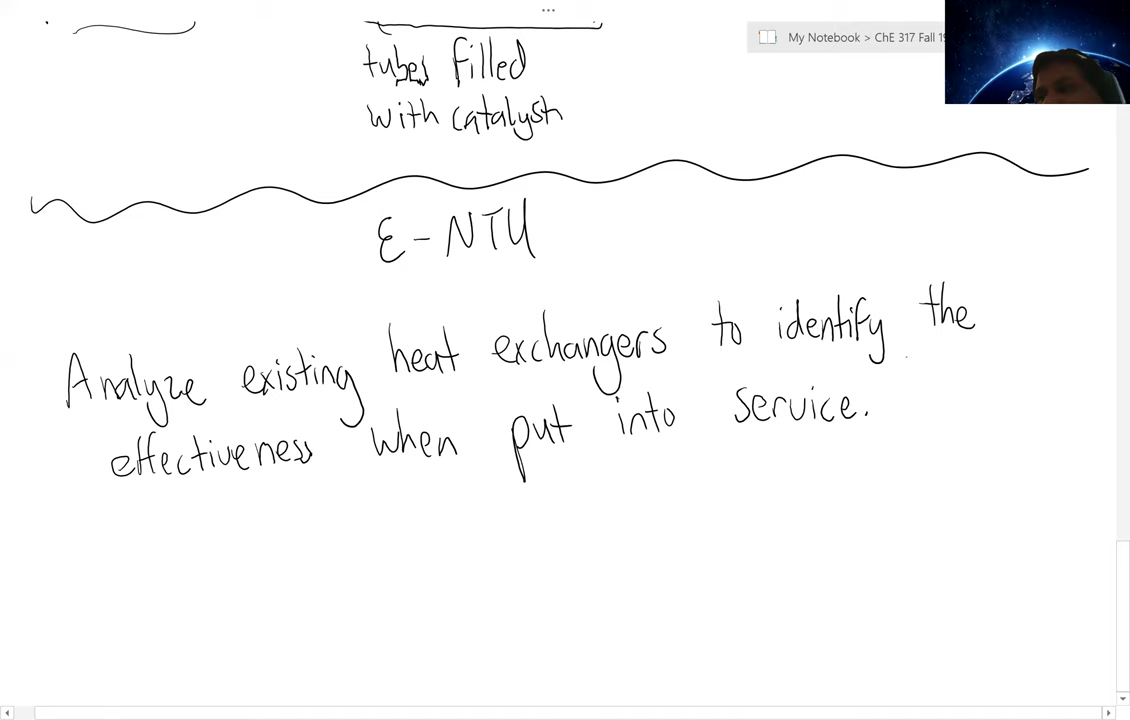 My Notebook > ChE 317 Fall 19
tubes filled
with catalyst
ε-NTU
Analyze existing heat exchangers to identify the
effectiveness when put into service.